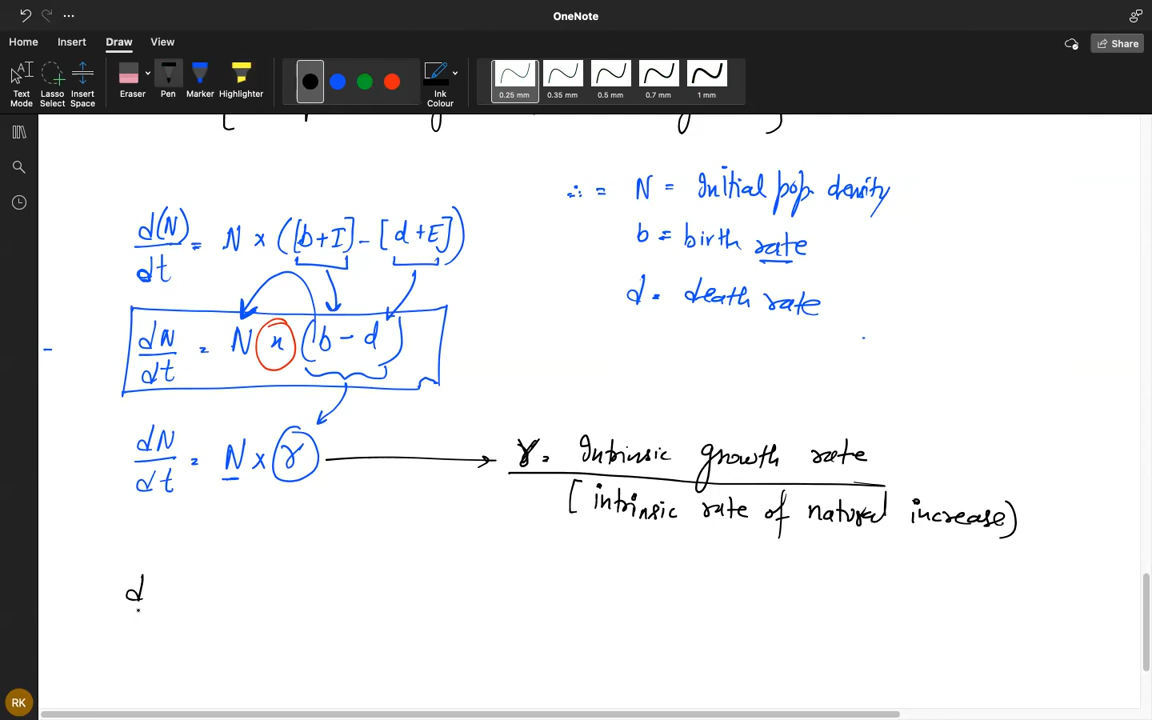 OneNote
Home Insert Draw View
Share
Text Mode
Lasso Select
Insert Space
Eraser
Pen
Marker
Highlighter
Ink Colour
0.25 mm
0.35 mm
0.5 mm
0.7 mm
1 mm
∴ = N = Initial pop. density
b = birth rate
d = death rate
d(N)/dt = N × ([b+I] - [d+E])
dN/dt = N x (b - d)
dN/dt = N × r
r = Intrinsic growth rate
[intrinsic rate of natural increase)
d
RK